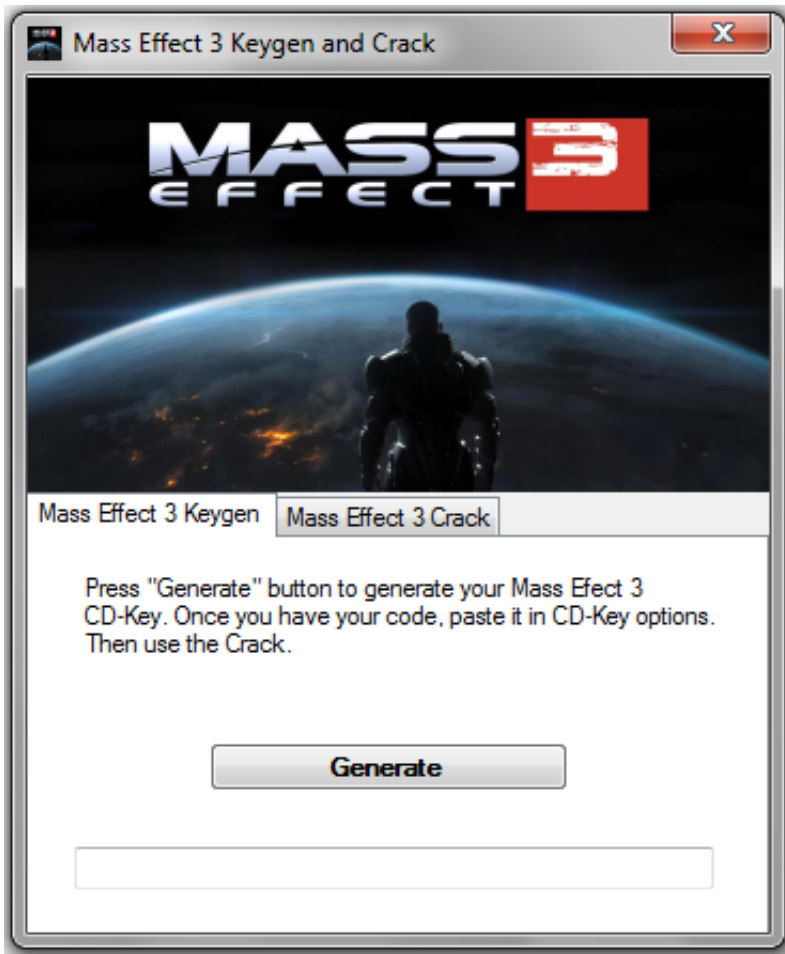 Mass Effect 3 Keygen and Crack
MASS 3
EFFECT
Mass Effect 3 Keygen
Mass Effect 3 Crack
Press "Generate" button to generate your Mass Efect 3
CD-Key. Once you have your code, paste it in CD-Key options.
Then use the Crack.
Generate